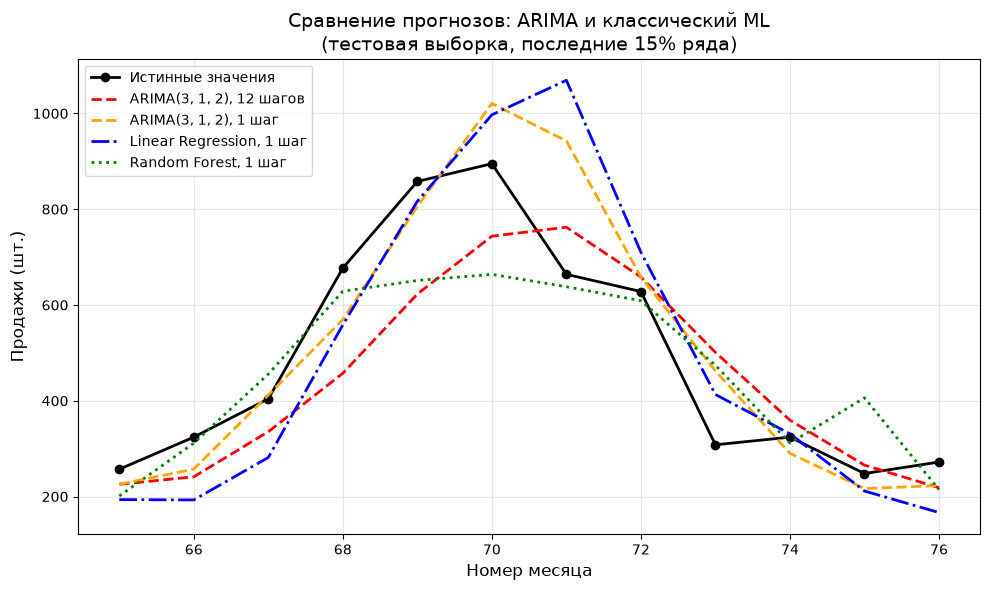 Сравнение прогнозов: ARIMA и классический ML
(тестовая выборка, последние 15% ряда)
Истинные значения
ARIMA(3, 1, 2), 12 шагов
ARIMA(3, 1, 2), 1 шаг
Linear Regression, 1 шаг
Random Forest, 1 шаг
Продажи (шт.)
1000
800
600
400
200
66 68 70 72 74 76
Номер месяца